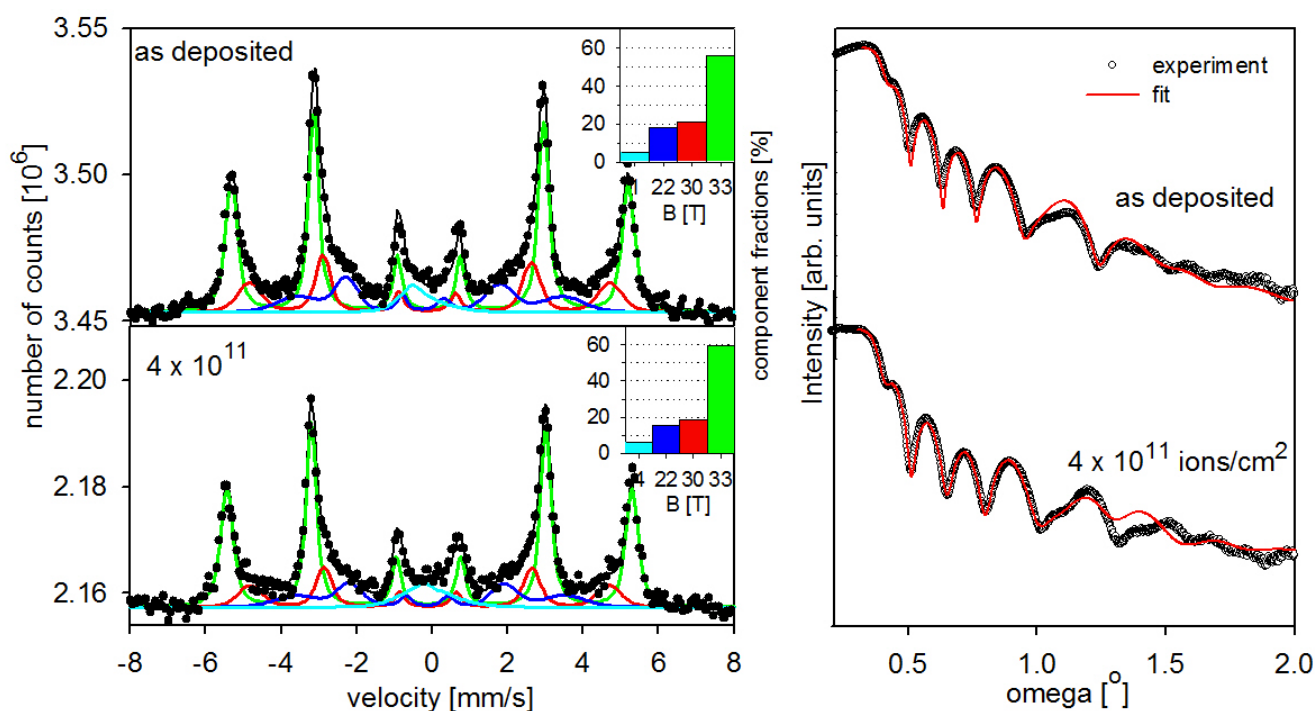 3.55
3.50
3.45
number of counts [10⁶]
as deposited
60
40
20
0
22 30 33
B [T]
component fractions [%]
2.20
2.18
2.16
4 x 10¹¹
60
40
20
0
22 30 33
B [T]
-8 -6 -4 -2 0 2 4 6 8
velocity [mm/s]
Intensity [arb. units]
experiment
fit
as deposited
4 x 10¹¹ ions/cm²
0.5 1.0 1.5 2.0
omega [°]